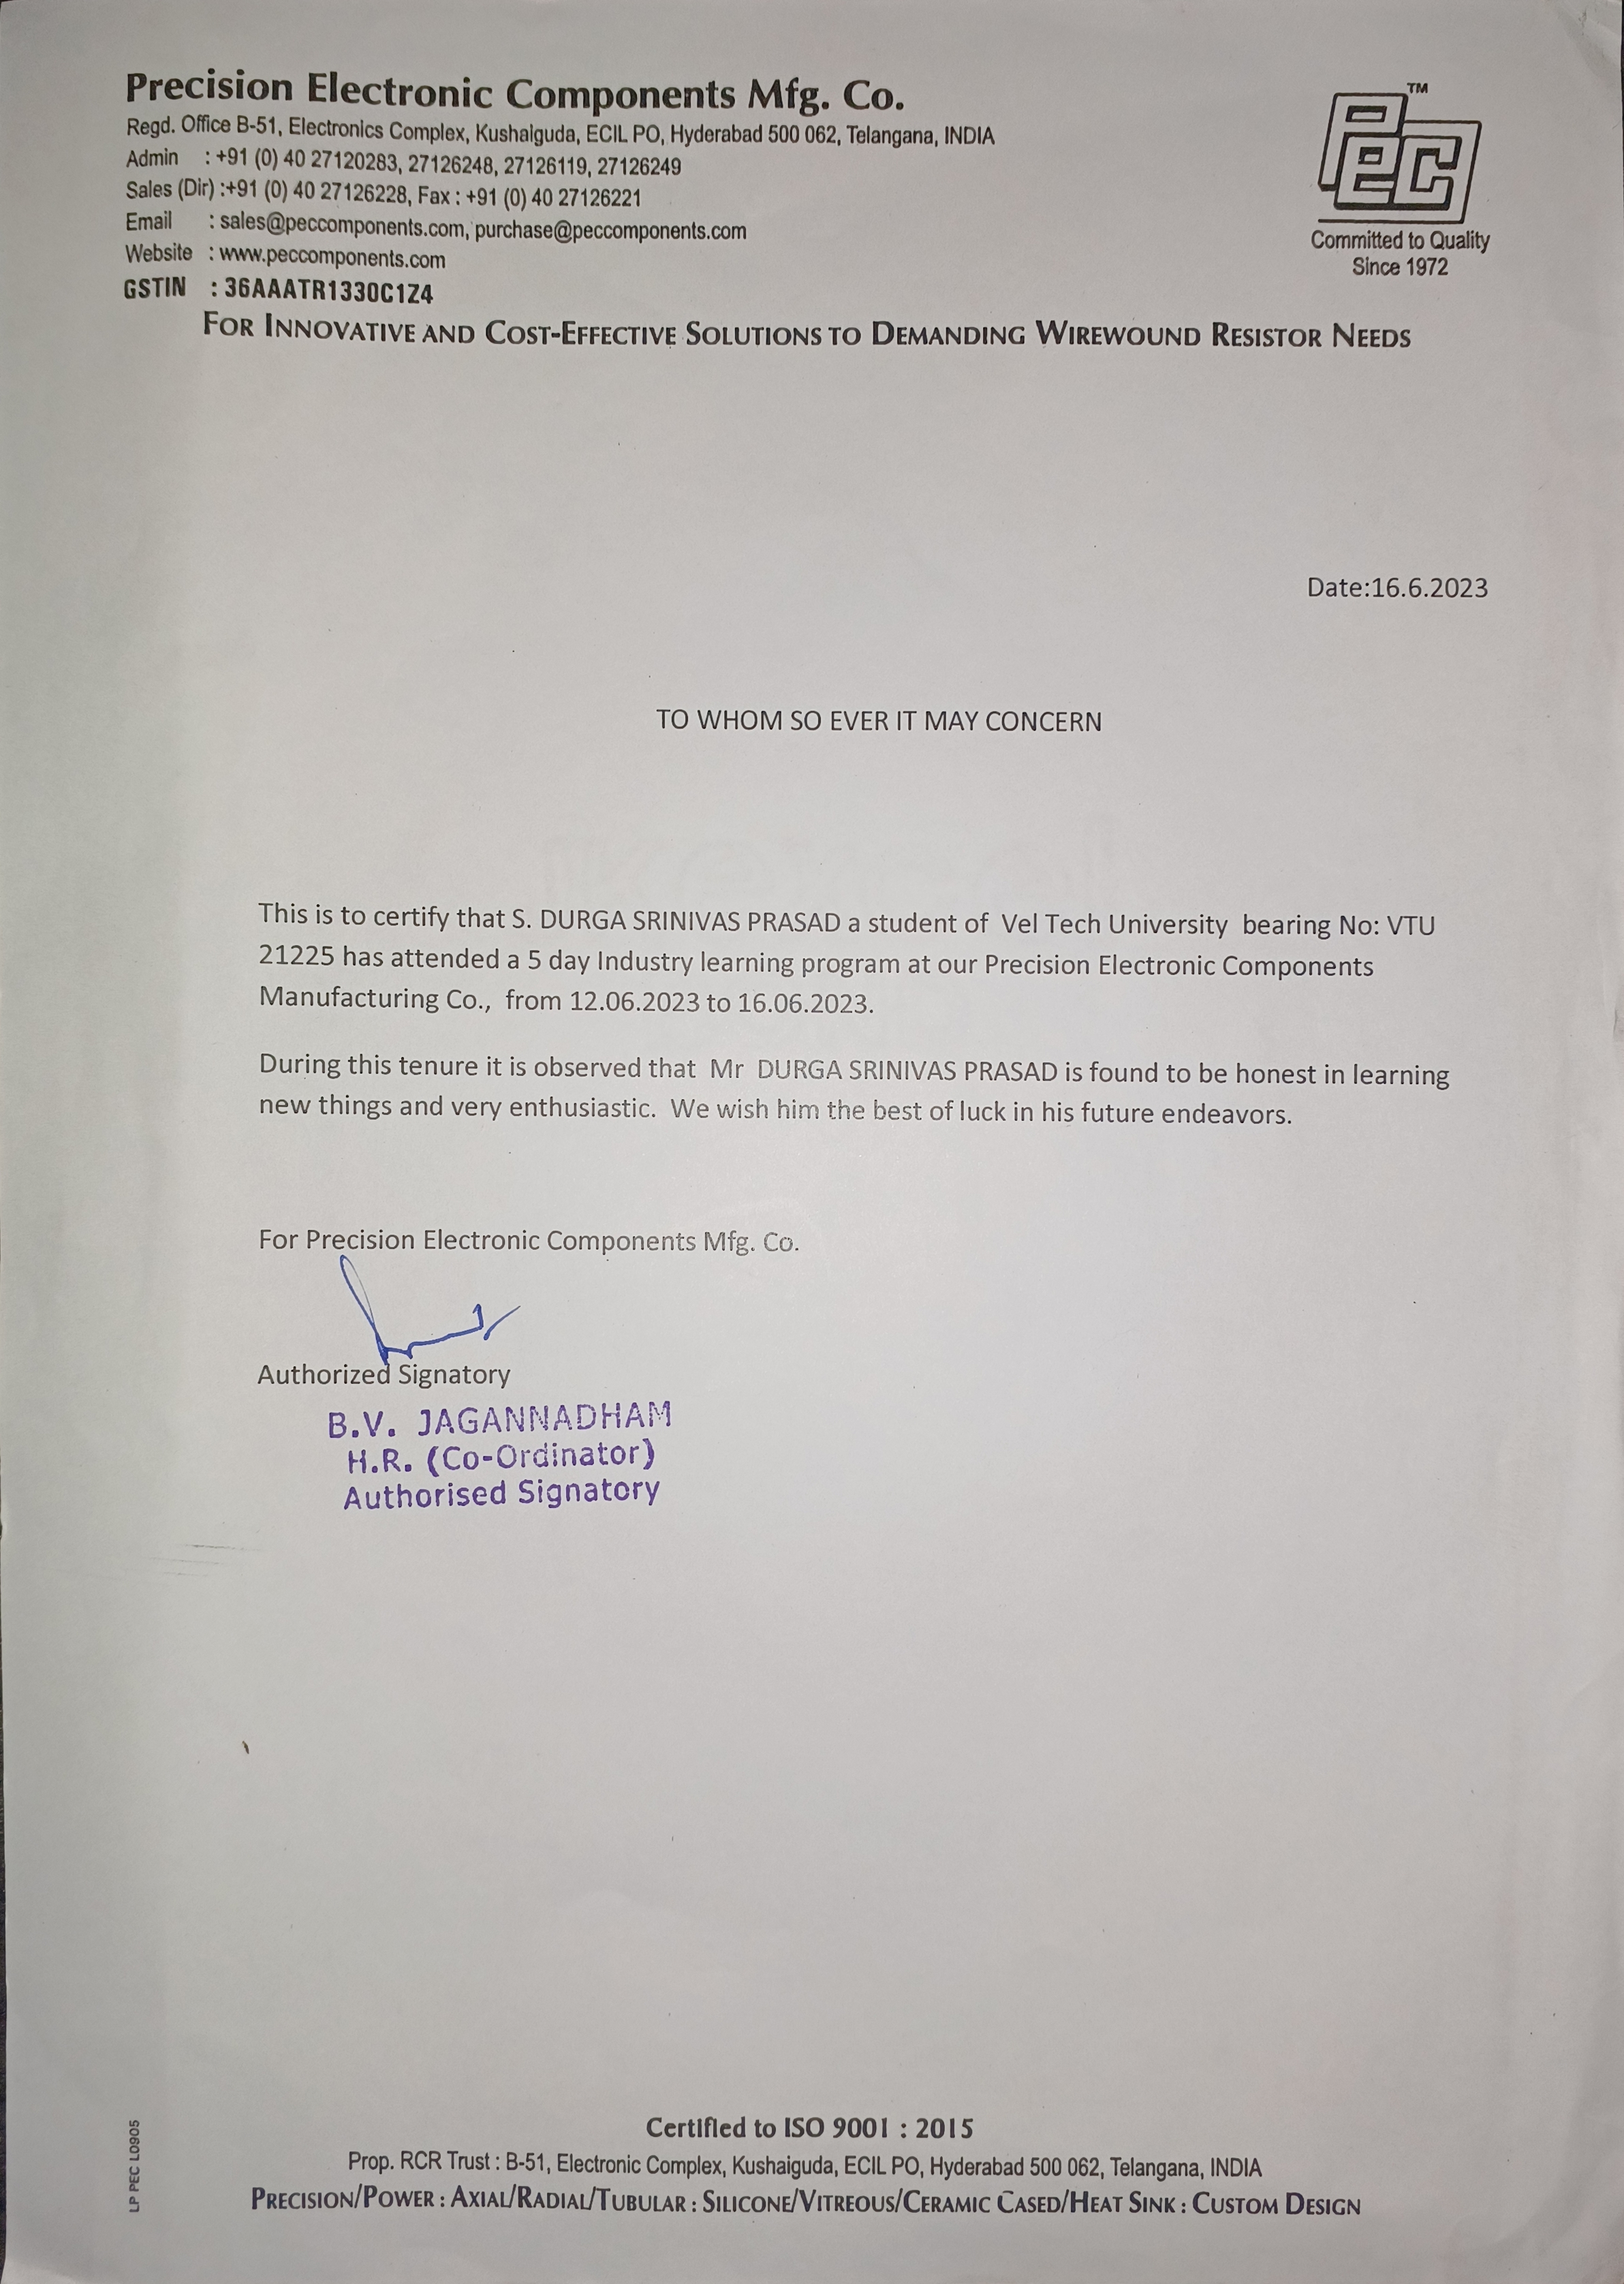 Precision Electronic Components Mfg. Co.
Regd. Office B-51, Electronics Complex, Kushaiguda, ECIL PO, Hyderabad 500 062, Telangana, INDIA
Admin : +91 (0) 40 27120283, 27126248, 27126119, 27126249
Sales (Dir) :+91 (0) 40 27126228, Fax : +91 (0) 40 27126221
Email : sales@peccomponents.com, purchase@peccomponents.com
Website : www.peccomponents.com
GSTIN : 36AAATR1330C1Z4
PEC TM
Committed to Quality
Since 1972
FOR INNOVATIVE AND COST-EFFECTIVE SOLUTIONS TO DEMANDING WIREWOUND RESISTOR NEEDS
Date:16.6.2023
TO WHOM SO EVER IT MAY CONCERN
This is to certify that S. DURGA SRINIVAS PRASAD a student of Vel Tech University bearing No: VTU
21225 has attended a 5 day Industry learning program at our Precision Electronic Components
Manufacturing Co., from 12.06.2023 to 16.06.2023.
During this tenure it is observed that Mr DURGA SRINIVAS PRASAD is found to be honest in learning
new things and very enthusiastic. We wish him the best of luck in his future endeavors.
For Precision Electronic Components Mfg. Co.
Authorized Signatory
B.V. JAGANNADHAM
H.R. (Co-Ordinator)
Authorised Signatory
LP PEC L0905
Certified to ISO 9001 : 2015
Prop. RCR Trust : B-51, Electronic Complex, Kushaiguda, ECIL PO, Hyderabad 500 062, Telangana, INDIA
PRECISION/POWER : AXIAL/RADIAL/TUBULAR : SILICONE/VITREOUS/CERAMIC CASED/HEAT SINK : CUSTOM DESIGN